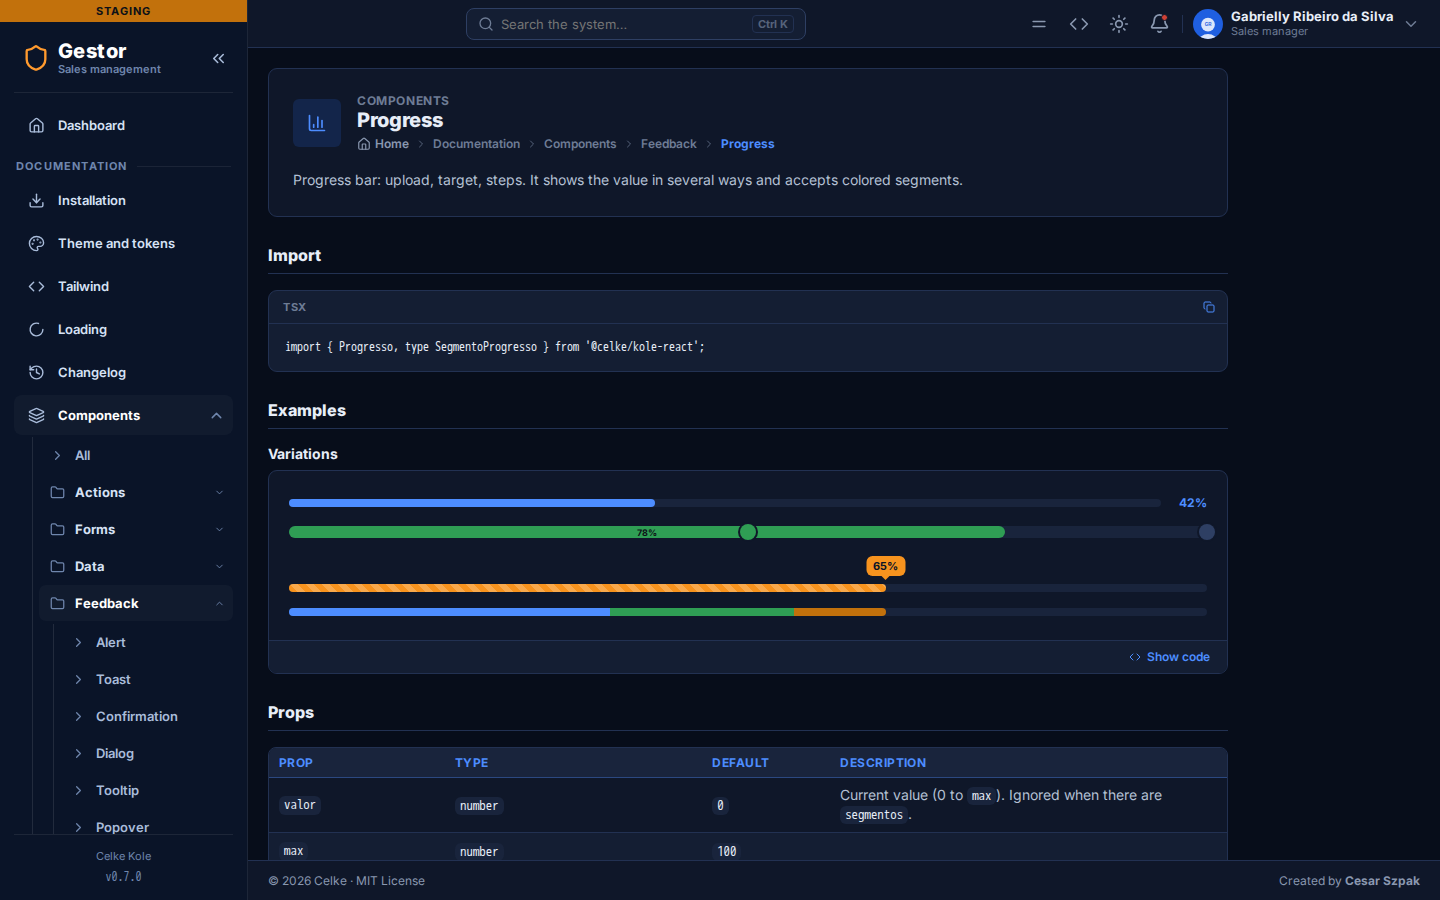 STAGING
Gestor
Sales management
Dashboard
DOCUMENTATION
Installation
Theme and tokens
Tailwind
Loading
Changelog
Components
All
Actions
Forms
Data
Feedback
Alert
Toast
Confirmation
Dialog
Tooltip
Popover
Celke Kole
v0.7.0
Search the system...
Ctrl K
GR
Gabrielly Ribeiro da Silva
Sales manager
COMPONENTS
Progress
Home > Documentation > Components > Feedback > Progress
Progress bar: upload, target, steps. It shows the value in several ways and accepts colored segments.
Import
TSX
import { Progresso, type SegmentoProgresso } from '@celke/kole-react';
Examples
Variations
42%
78%
65%
Show code
Props
PROP TYPE DEFAULT DESCRIPTION
valor number 0 Current value (0 to max). Ignored when there are
segmentos.
max number 100
© 2026 Celke · MIT License
Created by Cesar Szpak